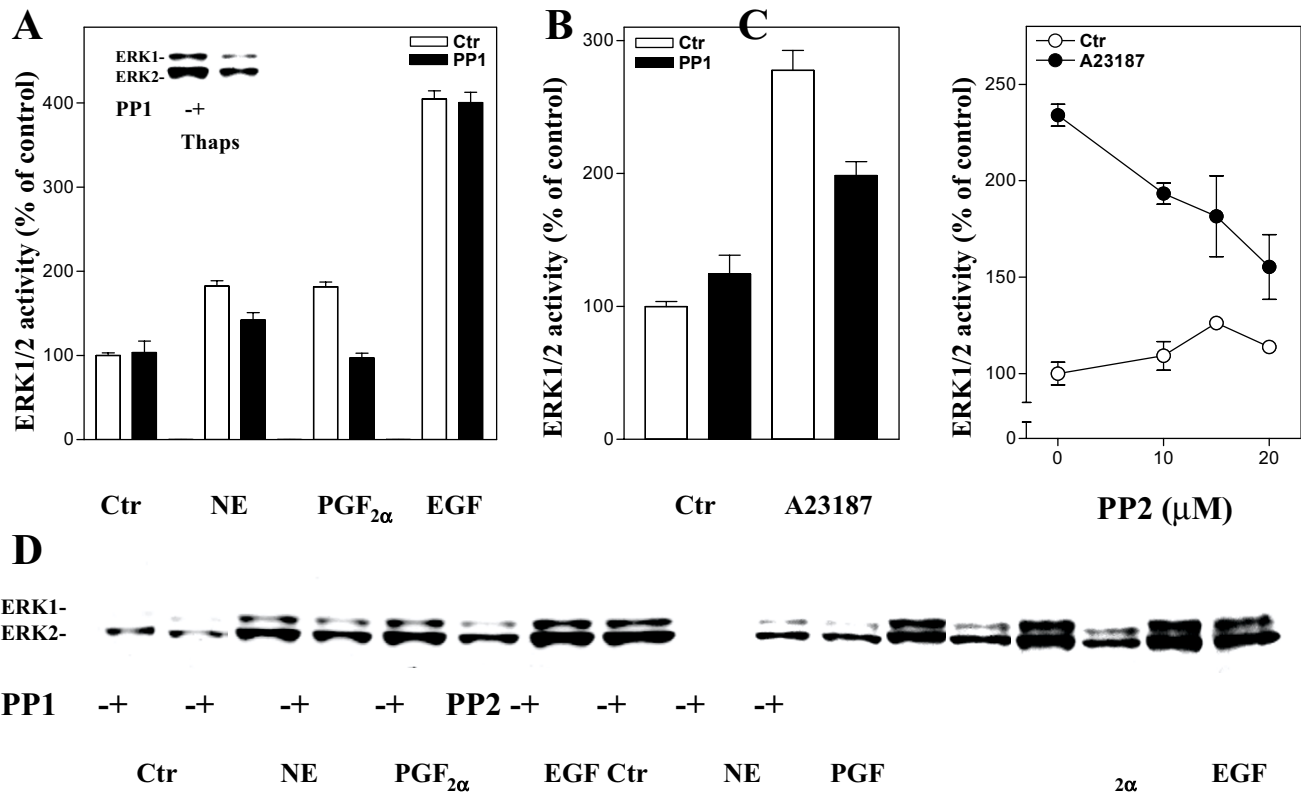 A
ERK1/2 activity (% of control)
400
300
200
100
0
ERK1-
ERK2-
PP1 -+
Thaps
Ctr
PP1
Ctr NE PGF2α EGF
B
ERK1/2 activity (% of control)
300
200
100
0
Ctr
PP1
Ctr A23187
C
ERK1/2 activity (% of control)
250
200
150
100
0
Ctr
A23187
0 10 20
PP2 (μM)
D
ERK1-
ERK2-
PP1 -+ -+ -+ -+ PP2 -+ -+ -+ -+
Ctr NE PGF2α EGF Ctr NE PGF 2α EGF